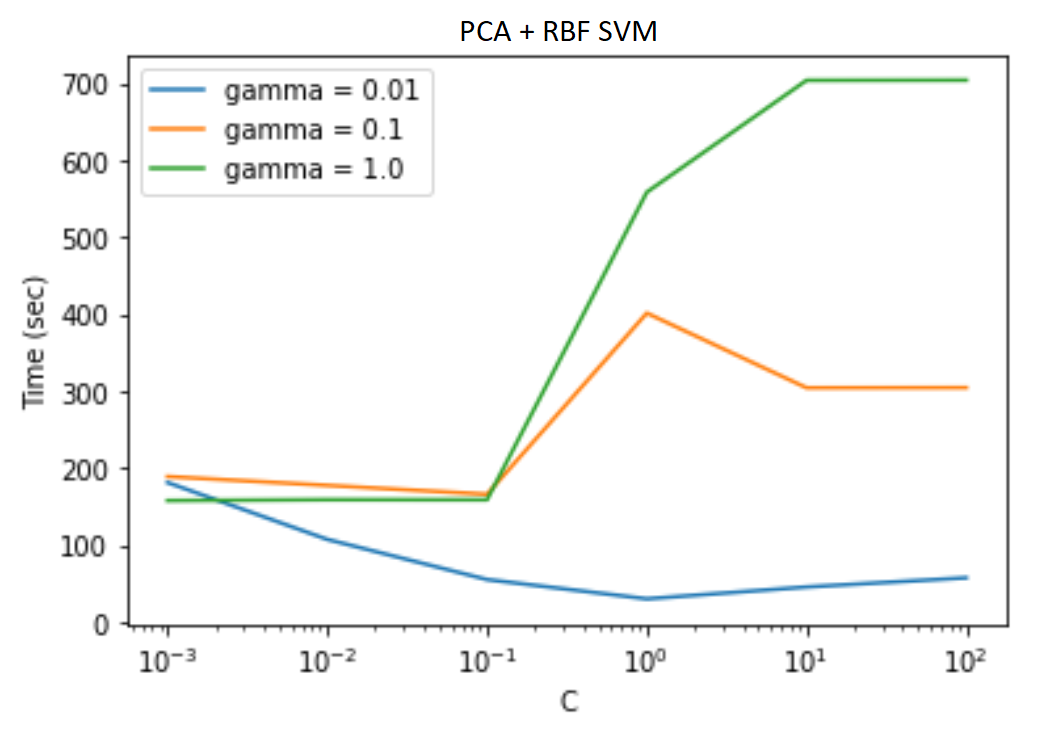 PCA + RBF SVM
gamma = 0.01
gamma = 0.1
gamma = 1.0
700
600
500
400
300
200
100
0
Time (sec)
10⁻³ 10⁻² 10⁻¹ 10⁰ 10¹ 10²
C